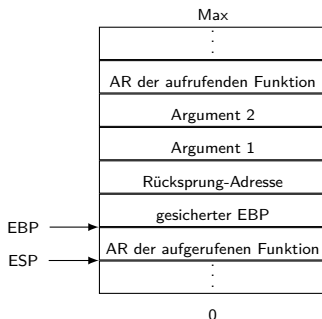 Max
AR der aufrufenden Funktion
Argument 2
Argument 1
Rücksprung-Adresse
gesicherter EBP
EBP
AR der aufgerufenen Funktion
ESP
0